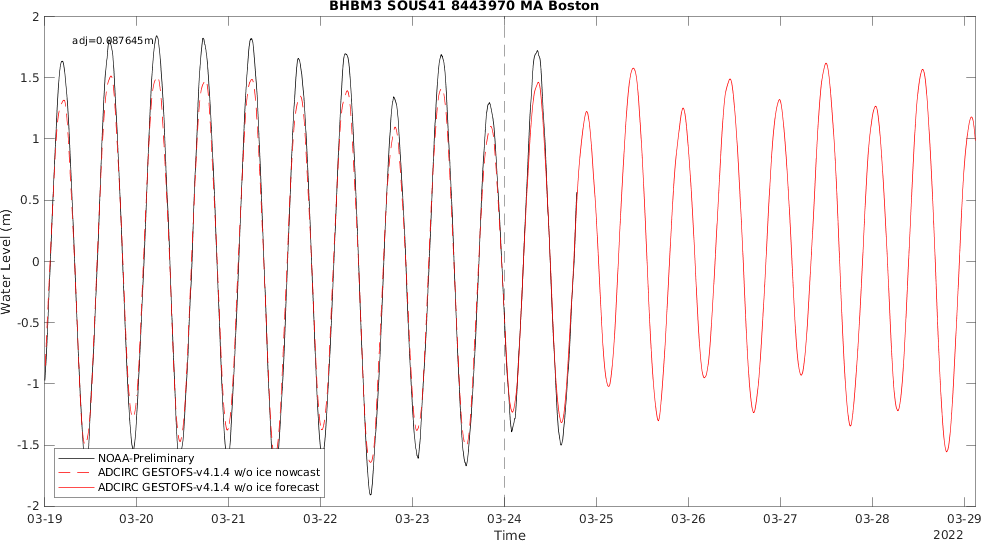 BHBM3 SOUS41 8443970 MA Boston
adj=0.087645m
2
1.5
1
0.5
0
-0.5
-1
-1.5
-2
Water Level (m)
NOAA-Preliminary
ADCIRC GESTOFS-v4.1.4 w/o ice nowcast
ADCIRC GESTOFS-v4.1.4 w/o ice forecast
03-19 03-20 03-21 03-22 03-23 03-24 03-25 03-26 03-27 03-28 03-29
Time
2022